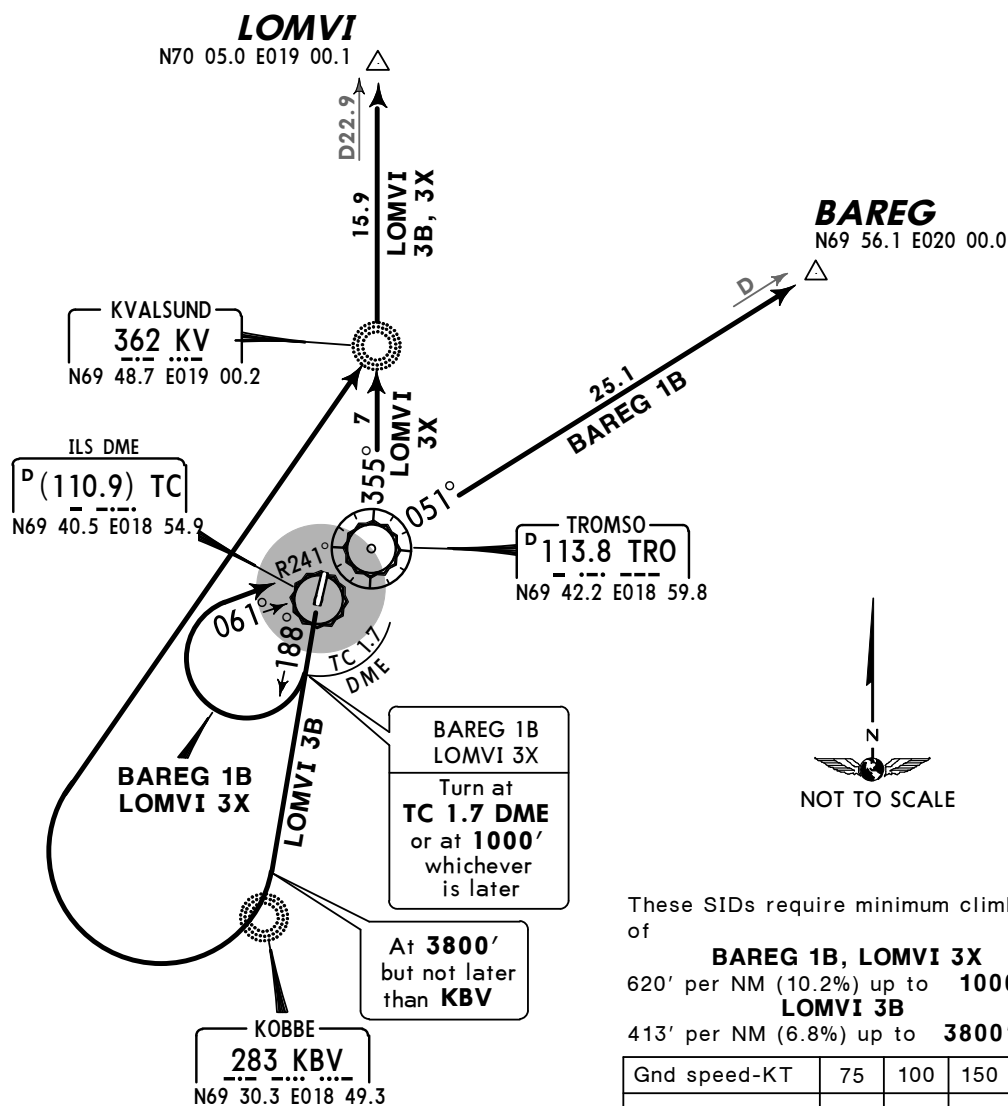 LOMVI
N70 05.0 E019 00.1
D22.9
15.9
LOMVI
3B, 3X
BAREG
N69 56.1 E020 00.0
D
KVALSUND
362 KV
N69 48.7 E019 00.2
25.1
BAREG 1B
7
LOMVI
3X
355°
051°
ILS DME
D (110.9) TC
N69 40.5 E018 54.9
TROMSO
D 113.8 TRO
N69 42.2 E018 59.8
R241°
061°
188°
TC 1.7
DME
BAREG 1B
LOMVI 3X
LOMVI 3B
BAREG 1B
LOMVI 3X
Turn at
TC 1.7 DME
or at 1000'
whichever
is later
N
NOT TO SCALE
At 3800'
but not later
than KBV
KOBBE
283 KBV
N69 30.3 E018 49.3
These SIDs require minimum climb
of
BAREG 1B, LOMVI 3X
620' per NM (10.2%) up to 1000
LOMVI 3B
413' per NM (6.8%) up to 3800'
Gnd speed-KT 75 100 150